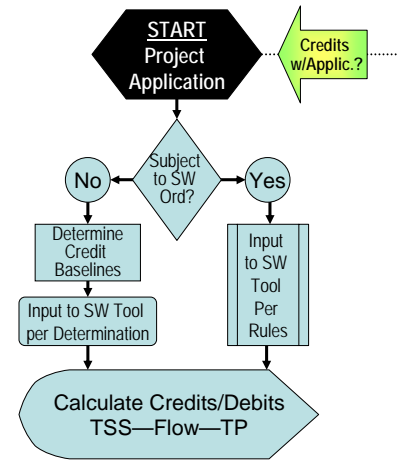 START
Project
Application
Credits
w/Applic.?
Subject
to SW
Ord?
No
Yes
Determine
Credit
Baselines
Input to SW Tool
per Determination
Input
to SW
Tool
Per
Rules
Calculate Credits/Debits
TSS—Flow—TP